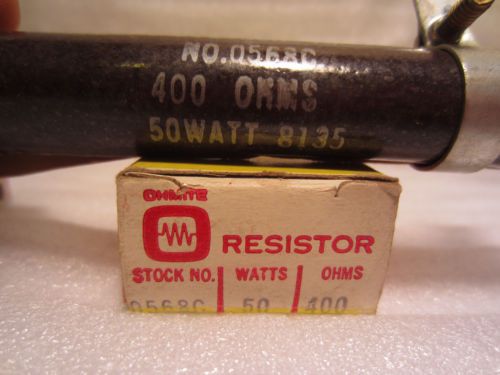 NO.0568C
400 OHMS
50WATT 8135
OHMITE
RESISTOR
STOCK NO. WATTS OHMS
0568C 50 400